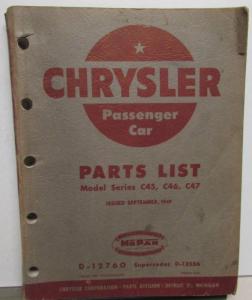 CHRYSLER
Passenger
Car
PARTS LIST
Model Series C45, C46, C47
ISSUED SEPTEMBER, 1949
MoPar
D-12760 Supersedes D-12556
CHRYSLER CORPORATION - PARTS DIVISION - DETROIT 31, MICHIGAN